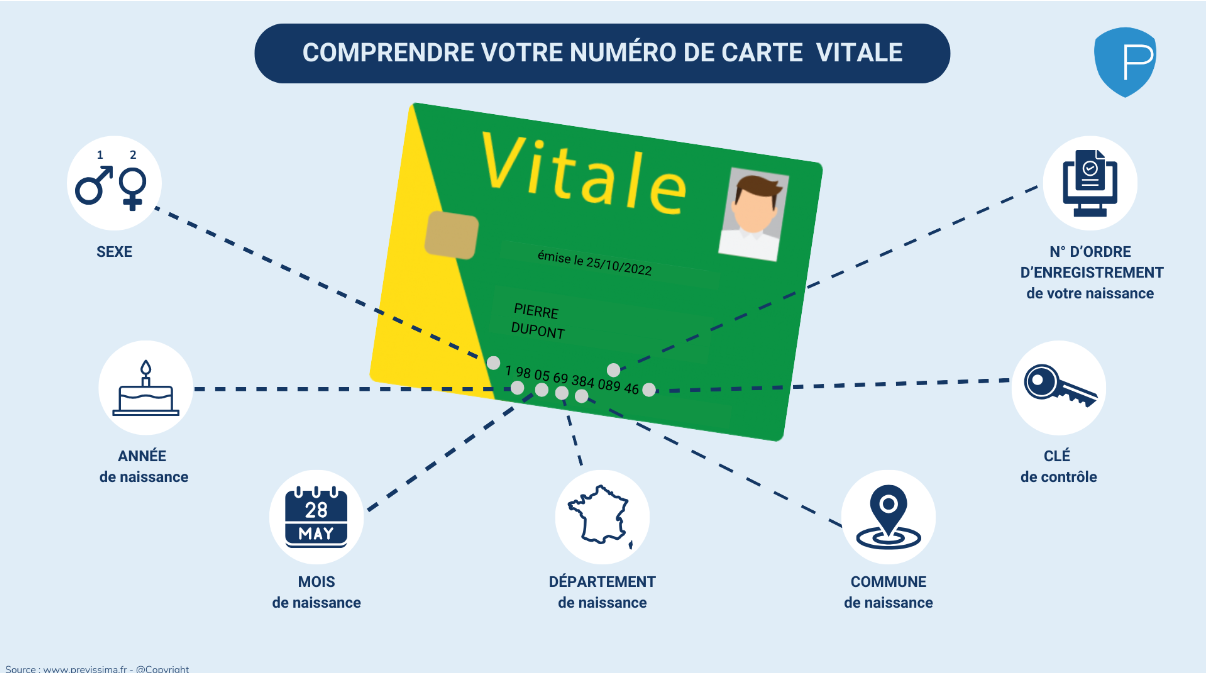 COMPRENDRE VOTRE NUMÉRO DE CARTE VITALE
P
1 2
SEXE
Vitale
émise le 25/10/2022
PIERRE
DUPONT
1 98 05 69 384 089 46
N° D'ORDRE
D'ENREGISTREMENT
de votre naissance
ANNÉE
de naissance
CLÉ
de contrôle
28
MAY
MOIS
de naissance
DÉPARTEMENT
de naissance
COMMUNE
de naissance
Source : www.previssima.fr - @Copyright